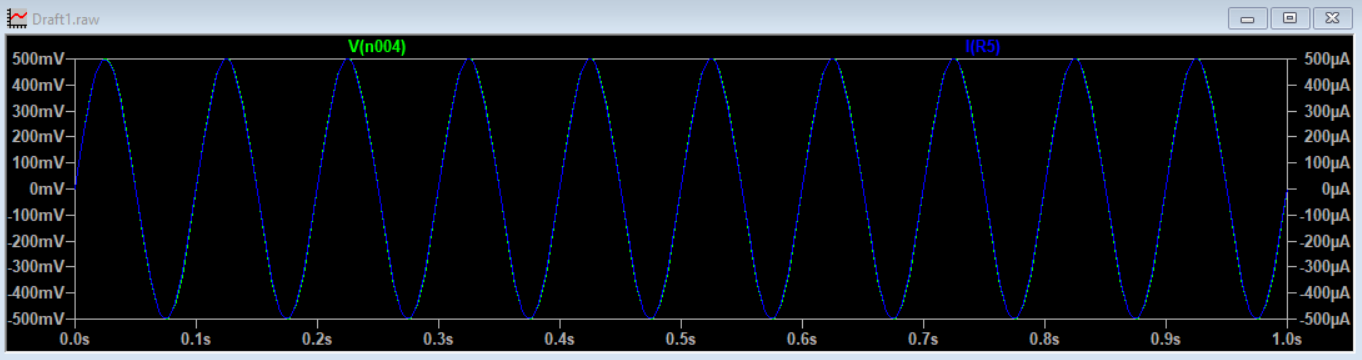 Draft1.raw
V(n004) I(R5)
500mV 500µA
400mV 400µA
300mV 300µA
200mV 200µA
100mV 100µA
0mV 0µA
-100mV -100µA
-200mV -200µA
-300mV -300µA
-400mV -400µA
-500mV -500µA
0.0s 0.1s 0.2s 0.3s 0.4s 0.5s 0.6s 0.7s 0.8s 0.9s 1.0s